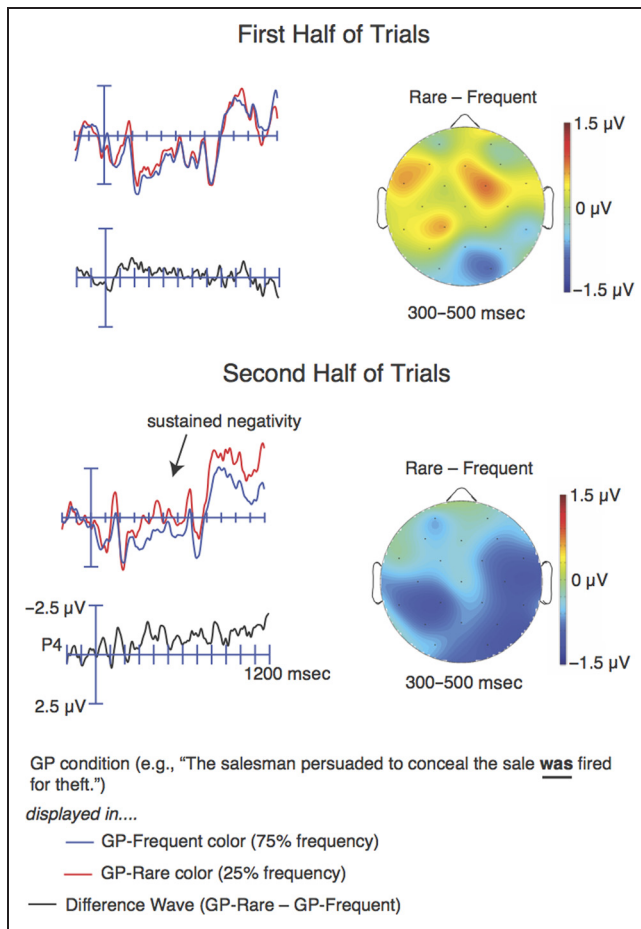 First Half of Trials
Rare – Frequent
1.5 µV
0 µV
−1.5 µV
300–500 msec
Second Half of Trials
sustained negativity
Rare – Frequent
1.5 µV
0 µV
−1.5 µV
300–500 msec
−2.5 µV
P4
1200 msec
2.5 µV
GP condition (e.g., “The salesman persuaded to conceal the sale was fired
for theft.”)
displayed in....
GP-Frequent color (75% frequency)
GP-Rare color (25% frequency)
Difference Wave (GP-Rare – GP-Frequent)